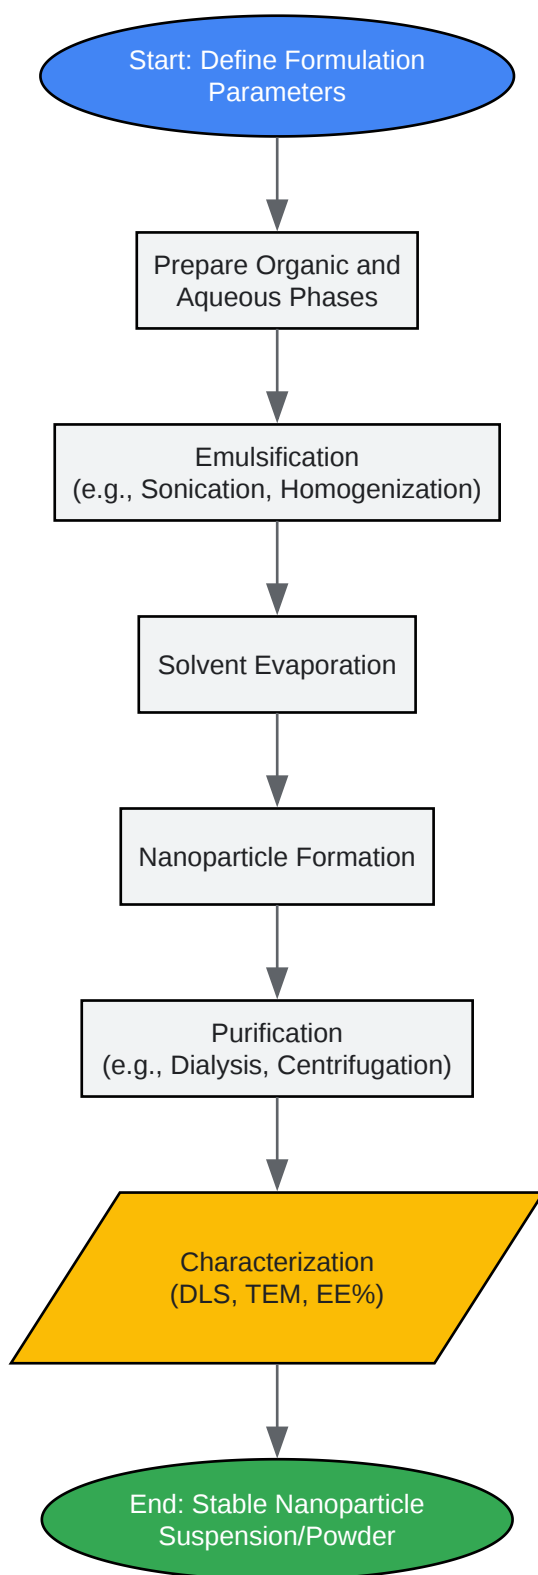 Start: Define Formulation
Parameters
Prepare Organic and
Aqueous Phases
Emulsification
(e.g., Sonication, Homogenization)
Solvent Evaporation
Nanoparticle Formation
Purification
(e.g., Dialysis, Centrifugation)
Characterization
(DLS, TEM, EE%)
End: Stable Nanoparticle
Suspension/Powder